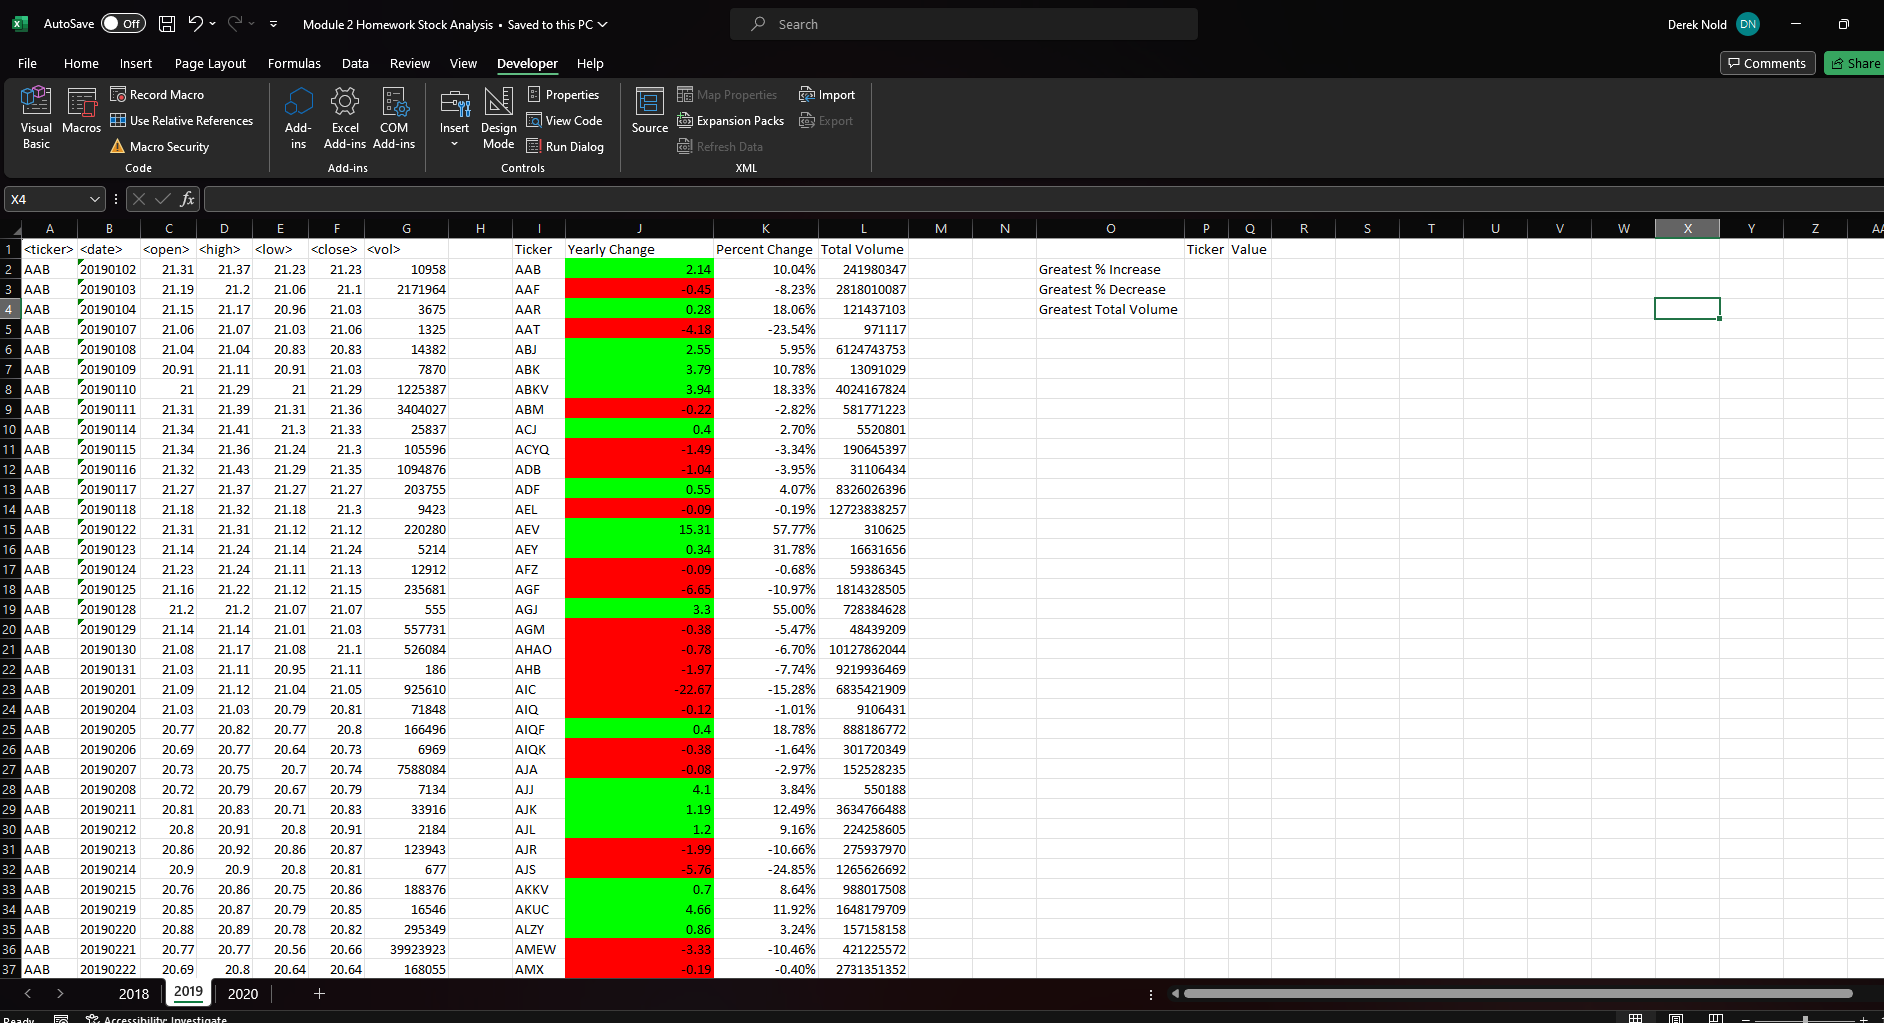 AutoSave Off Module 2 Homework Stock Analysis • Saved to this PC Search Derek Nold DN
File Home Insert Page Layout Formulas Data Review View Developer Help Comments Share
Visual Basic Macros Record Macro Use Relative References Macro Security Code
Add-ins Excel Add-ins COM Add-ins Add-ins
Insert Design Mode Properties View Code Run Dialog Controls
Source Map Properties Expansion Packs Refresh Data Import Export XML
X4 fx
A B C D E F G H I J K L M N O P Q R S T U V W X Y Z AA
1 <ticker> <date> <open> <high> <low> <close> <vol> Ticker Yearly Change Percent Change Total Volume Ticker Value
2 AAB 20190102 21.31 21.37 21.23 21.23 10958 AAB 2.14 10.04% 241980347 Greatest % Increase
3 AAB 20190103 21.19 21.2 21.06 21.1 2171964 AAF -0.45 -8.23% 2818010087 Greatest % Decrease
4 AAB 20190104 21.15 21.17 20.96 21.03 3675 AAR 0.28 18.06% 121437103 Greatest Total Volume
5 AAB 20190107 21.06 21.07 21.03 21.06 1325 AAT -4.18 -23.54% 971117
6 AAB 20190108 21.04 21.04 20.83 20.83 14382 ABJ 2.55 5.95% 6124743753
7 AAB 20190109 20.91 21.11 20.91 21.03 7870 ABK 3.79 10.78% 13091029
8 AAB 20190110 21 21.29 21 21.29 1225387 ABKV 3.94 18.33% 4024167824
9 AAB 20190111 21.31 21.39 21.31 21.36 3404027 ABM -0.22 -2.82% 581771223
10 AAB 20190114 21.34 21.41 21.3 21.33 25837 ACJ 0.4 2.70% 5520801
11 AAB 20190115 21.34 21.36 21.24 21.3 105596 ACYQ -1.49 -3.34% 190645397
12 AAB 20190116 21.32 21.43 21.29 21.35 1094876 ADB -1.04 -3.95% 31106434
13 AAB 20190117 21.27 21.37 21.27 21.27 203755 ADF 0.55 4.07% 8326026396
14 AAB 20190118 21.18 21.32 21.18 21.3 9423 AEL -0.09 -0.19% 12723838257
15 AAB 20190122 21.31 21.31 21.12 21.12 220280 AEV 15.31 57.77% 310625
16 AAB 20190123 21.14 21.24 21.14 21.24 5214 AEY 0.34 31.78% 16631656
17 AAB 20190124 21.23 21.24 21.11 21.13 12912 AFZ -0.09 -0.68% 59386345
18 AAB 20190125 21.16 21.22 21.12 21.15 235681 AGF -6.65 -10.97% 1814328505
19 AAB 20190128 21.2 21.2 21.07 21.07 555 AGJ 3.3 55.00% 728384628
20 AAB 20190129 21.14 21.14 21.01 21.03 557731 AGM -0.38 -5.47% 48439209
21 AAB 20190130 21.08 21.17 21.08 21.1 526084 AHAO -0.78 -6.70% 10127862044
22 AAB 20190131 21.03 21.11 20.95 21.11 186 AHB -1.97 -7.74% 9219936469
23 AAB 20190201 21.09 21.12 21.04 21.05 925610 AIC -22.67 -15.28% 6835421909
24 AAB 20190204 21.03 21.03 20.79 20.81 71848 AIQ -0.12 -1.01% 9106431
25 AAB 20190205 20.77 20.82 20.77 20.8 166496 AIQF 0.4 18.78% 888186772
26 AAB 20190206 20.69 20.77 20.64 20.73 6969 AIQK -0.38 -1.64% 301720349
27 AAB 20190207 20.73 20.75 20.7 20.74 7588084 AJA -0.08 -2.97% 152528235
28 AAB 20190208 20.72 20.79 20.67 20.79 7134 AJJ 4.1 3.84% 550188
29 AAB 20190211 20.81 20.83 20.71 20.83 33916 AJK 1.19 12.49% 3634766488
30 AAB 20190212 20.8 20.91 20.8 20.91 2184 AJL 1.2 9.16% 224258605
31 AAB 20190213 20.86 20.92 20.86 20.87 123943 AJR -1.99 -10.66% 275937970
32 AAB 20190214 20.9 20.9 20.8 20.81 677 AJS -5.76 -24.85% 1265626692
33 AAB 20190215 20.76 20.86 20.75 20.86 188376 AKKV 0.7 8.64% 988017508
34 AAB 20190219 20.85 20.87 20.79 20.85 16546 AKUC 4.66 11.92% 1648179709
35 AAB 20190220 20.88 20.89 20.78 20.82 295349 ALZY 0.86 3.24% 157158158
36 AAB 20190221 20.77 20.77 20.56 20.66 39923923 AMEW -3.33 -10.46% 421225572
37 AAB 20190222 20.69 20.8 20.64 20.64 168055 AMX -0.19 -0.40% 2731351352
2018 2019 2020
Ready Accessibility: Investigate